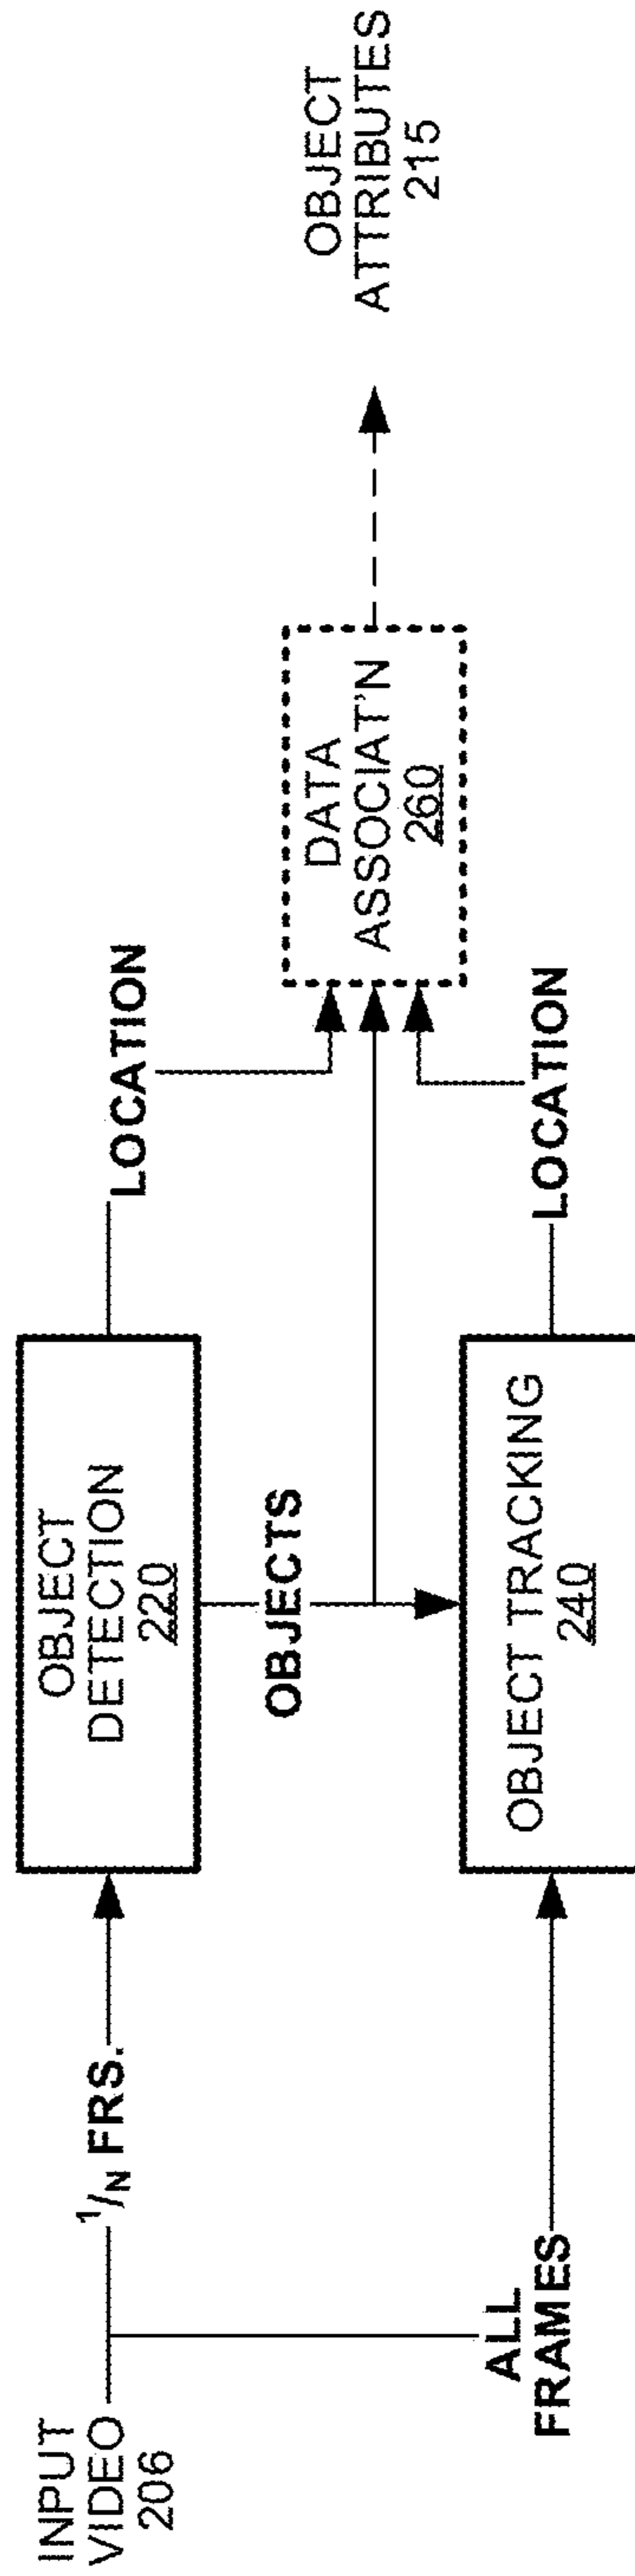 INPUT
VIDEO
206
1/N FRS.
ALL
FRAMES
OBJECT
DETECTION
220
OBJECTS
OBJECT TRACKING
240
LOCATION
LOCATION
DATA
ASSOCIAT'N
260
OBJECT
ATTRIBUTES
215